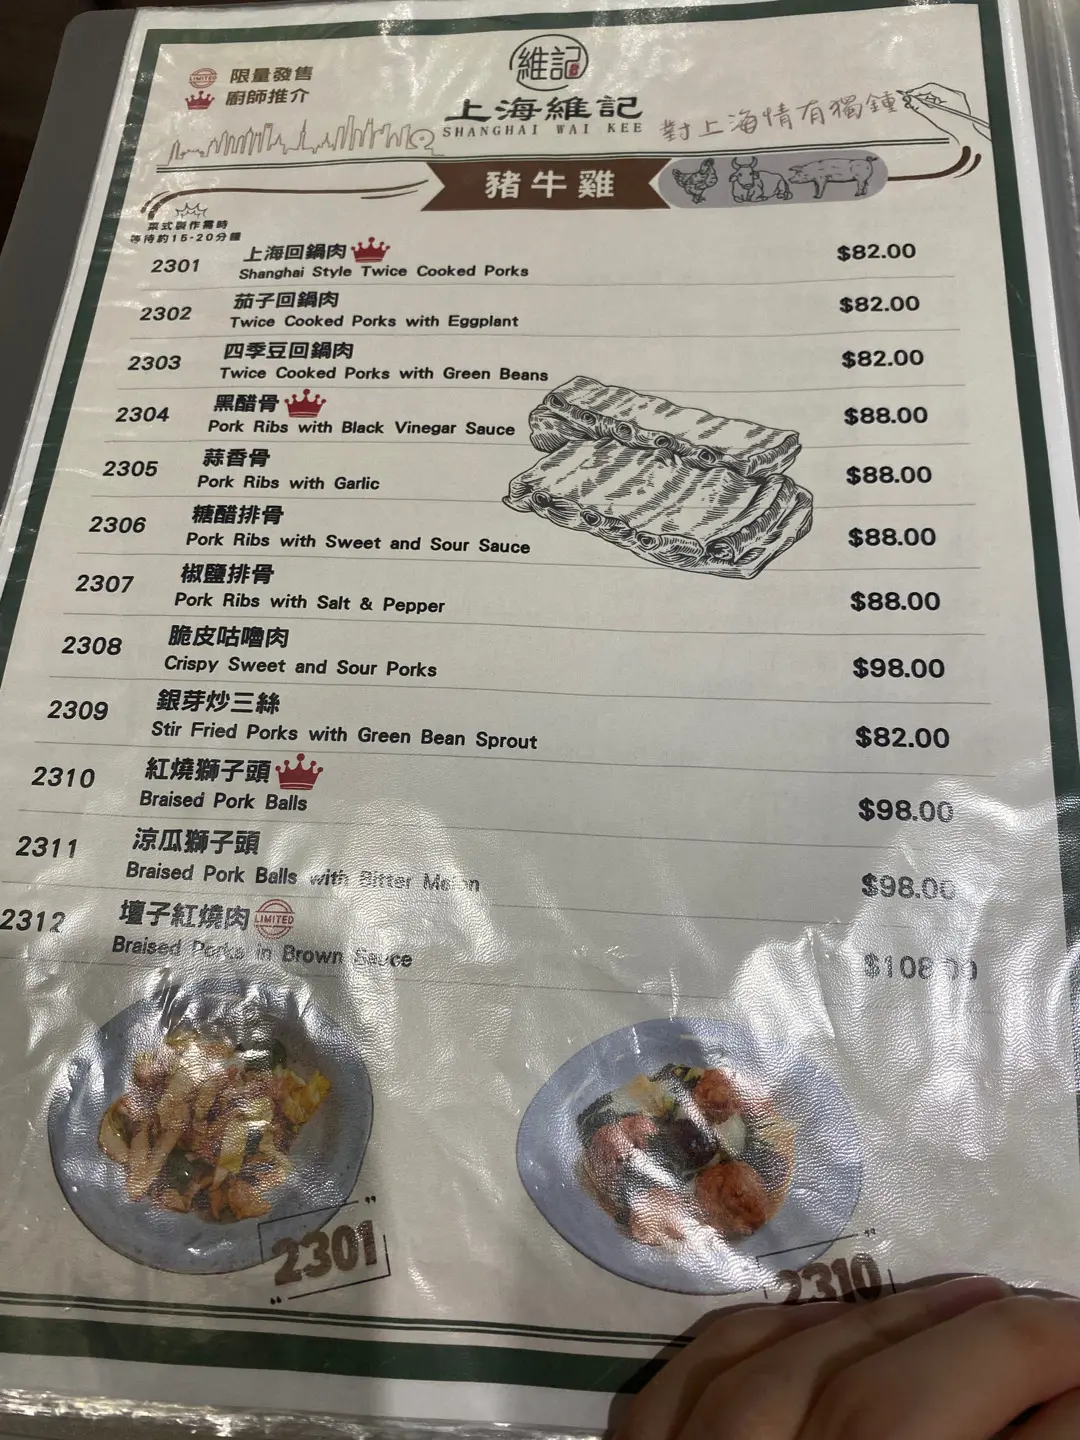 LIMITED 限量發售
廚師推介
維記
上海維記
SHANGHAI WAI KEE
對上海情有獨鍾
豬牛雞
菜式製作需時
等待約15-20分鐘
2301 上海回鍋肉 $82.00
Shanghai Style Twice Cooked Porks
2302 茄子回鍋肉 $82.00
Twice Cooked Porks with Eggplant
2303 四季豆回鍋肉 $82.00
Twice Cooked Porks with Green Beans
2304 黑醋骨 $88.00
Pork Ribs with Black Vinegar Sauce
2305 蒜香骨 $88.00
Pork Ribs with Garlic
2306 糖醋排骨 $88.00
Pork Ribs with Sweet and Sour Sauce
2307 椒鹽排骨 $88.00
Pork Ribs with Salt & Pepper
2308 脆皮咕嚕肉 $98.00
Crispy Sweet and Sour Porks
2309 銀芽炒三絲 $82.00
Stir Fried Porks with Green Bean Sprout
2310 紅燒獅子頭 $98.00
Braised Pork Balls
2311 涼瓜獅子頭 $98.00
Braised Pork Balls with Bitter Melon
2312 壇子紅燒肉 LIMITED $108.00
Braised Porks in Brown Sauce
2301
2310